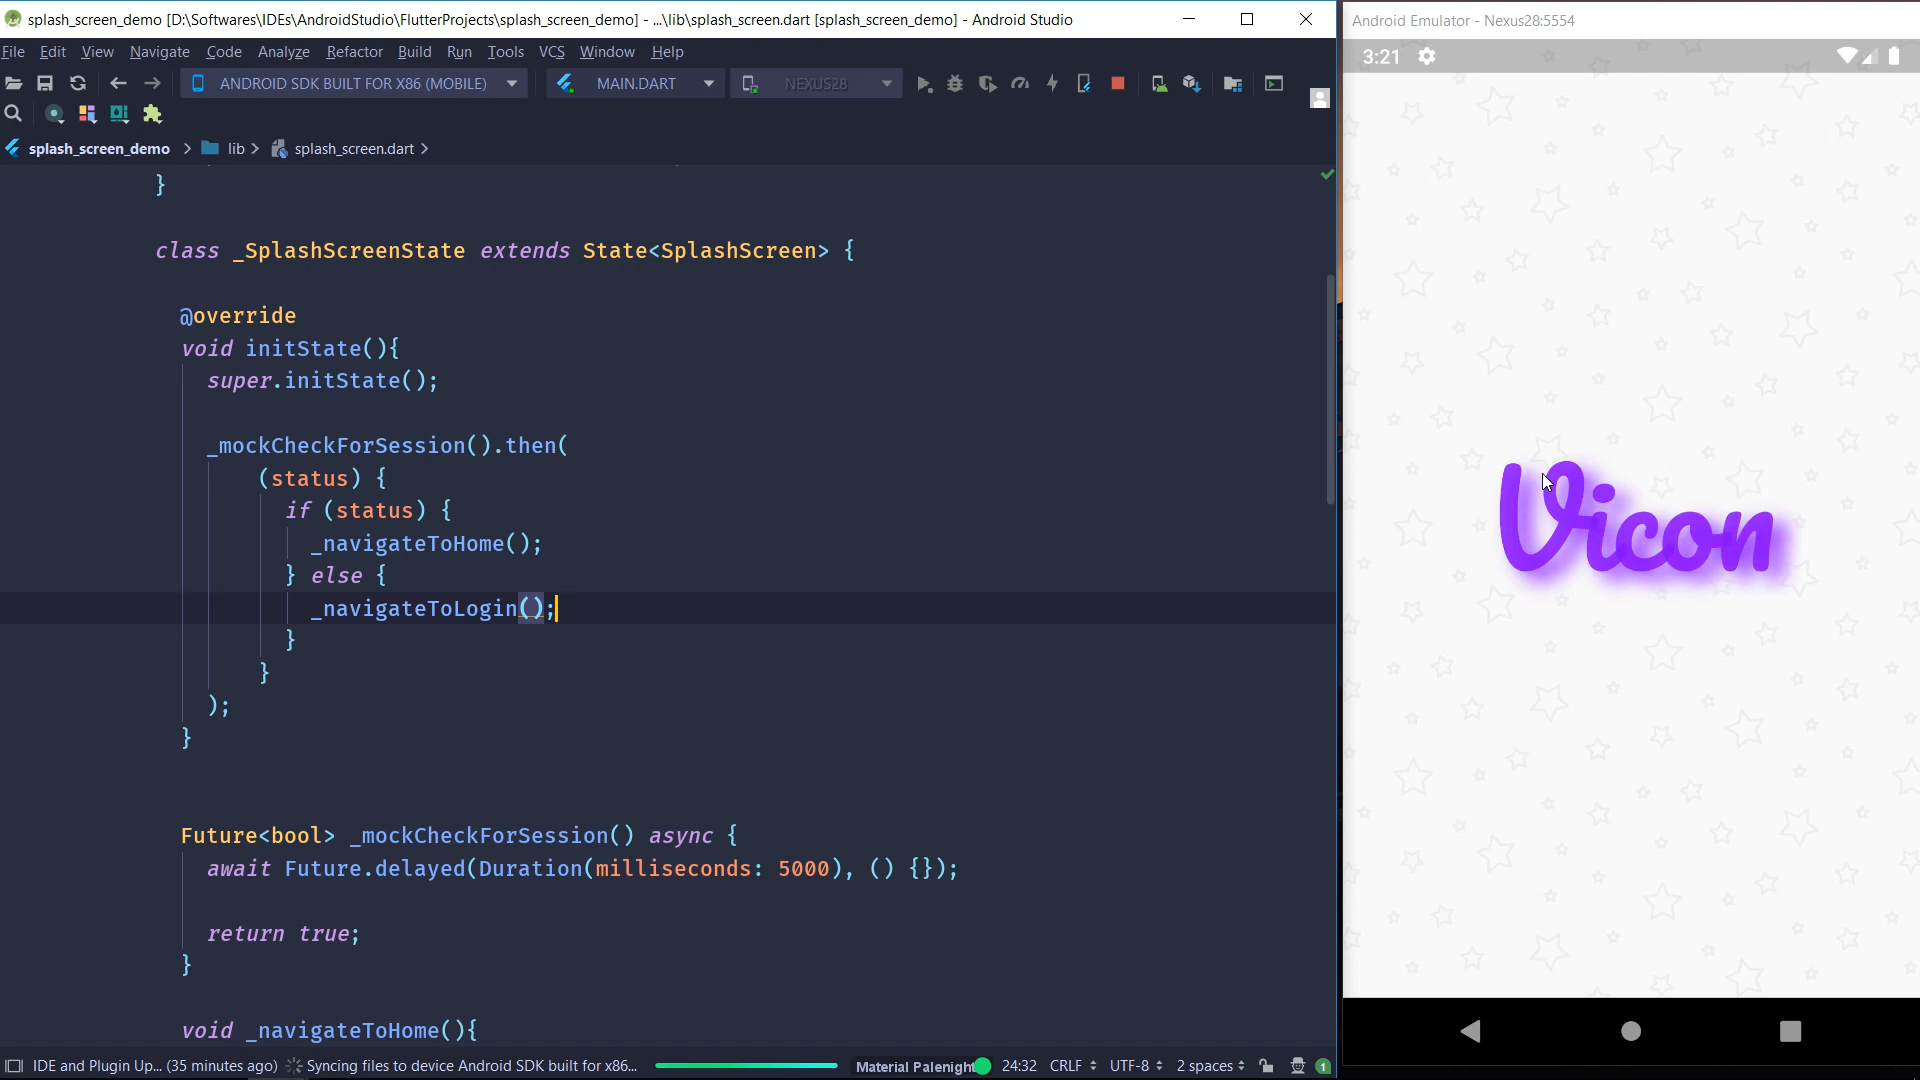 splash_screen_demo [D:\Softwares\IDEs\AndroidStudio\FlutterProjects\splash_screen_demo] - ...\lib\splash_screen.dart [splash_screen_demo] - Android Studio
File Edit View Navigate Code Analyze Refactor Build Run Tools VCS Window Help
ANDROID SDK BUILT FOR X86 (MOBILE) MAIN.DART NEXUS28
splash_screen_demo lib splash_screen.dart
}
class _SplashScreenState extends State<SplashScreen> {
@override
void initState(){
super.initState();
_mockCheckForSession().then(
(status) {
if (status) {
_navigateToHome();
} else {
_navigateToLogin();
}
}
);
}
Future<bool> _mockCheckForSession() async {
await Future.delayed(Duration(milliseconds: 5000), () {});
return true;
}
void _navigateToHome(){
IDE and Plugin Up... (35 minutes ago) Syncing files to device Android SDK built for x86... Material Palenight 24:32 CRLF UTF-8 2 spaces 1
Android Emulator - Nexus28:5554
3:21
Vicon